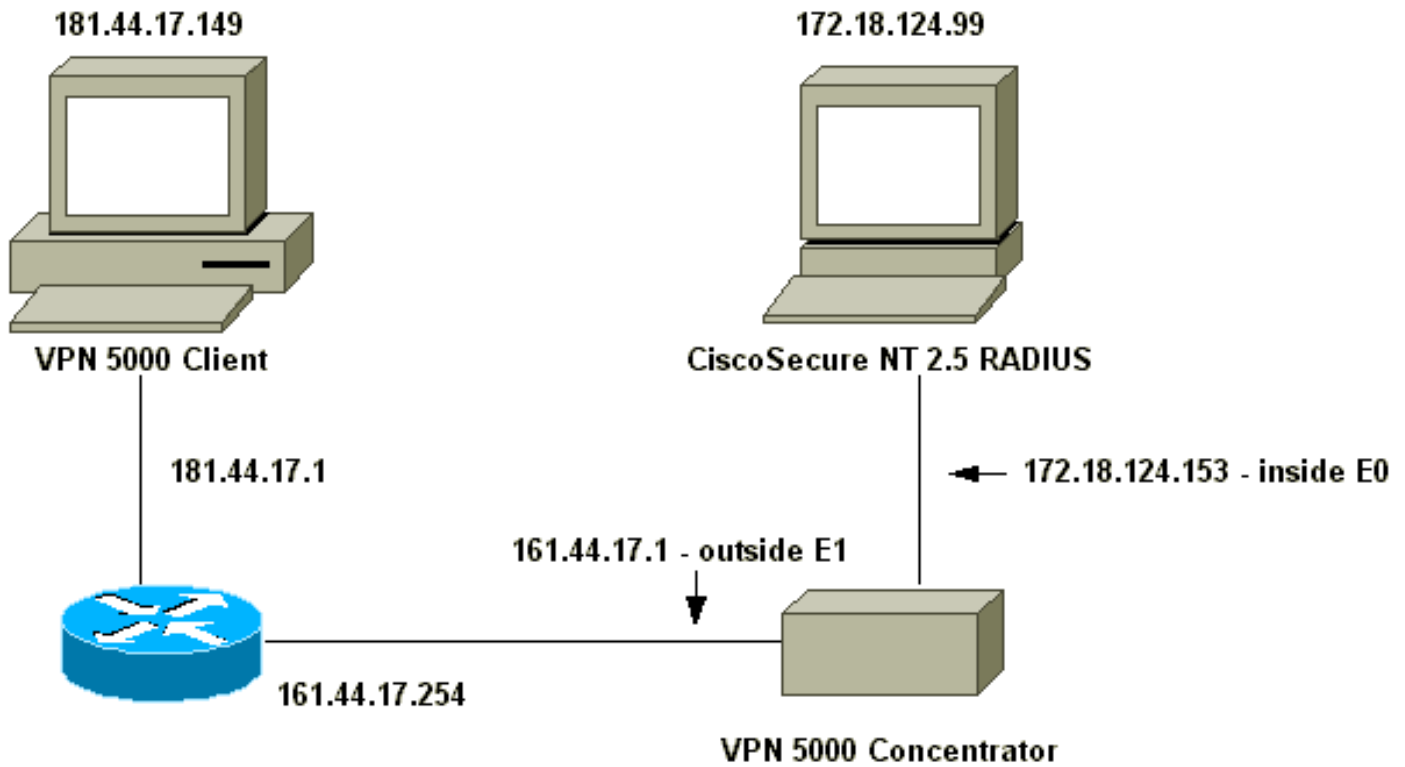 181.44.17.149
172.18.124.99
VPN 5000 Client
CiscoSecure NT 2.5 RADIUS
181.44.17.1
172.18.124.153 - inside E0
161.44.17.1 - outside E1
161.44.17.254
VPN 5000 Concentrator